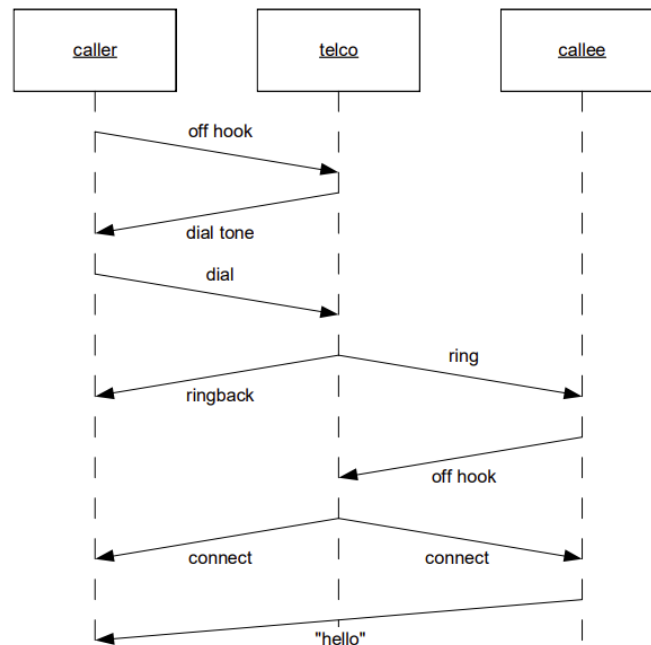 caller
telco
callee
off hook
dial tone
dial
ring
ringback
off hook
connect
connect
"hello"